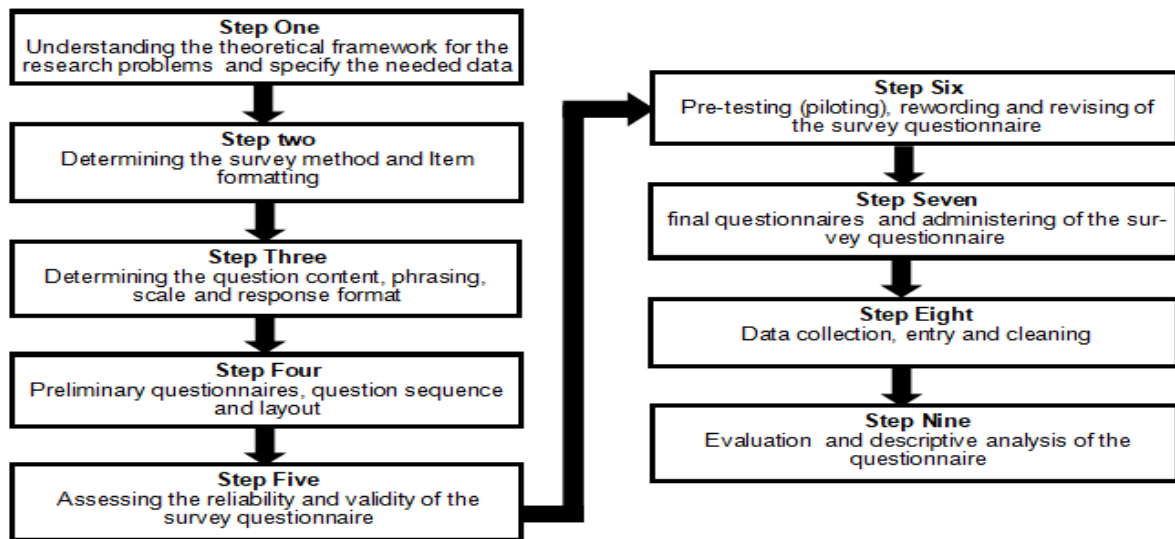 Step One
Understanding the theoretical framework for the
research problems and specify the needed data
Step two
Determining the survey method and Item
formatting
Step Three
Determining the question content, phrasing,
scale and response format
Step Four
Preliminary questionnaires, question sequence
and layout
Step Five
Assessing the reliability and validity of the
survey questionnaire
Step Six
Pre-testing (piloting), rewording and revising of
the survey questionnaire
Step Seven
final questionnaires and administering of the sur-
vey questionnaire
Step Eight
Data collection, entry and cleaning
Step Nine
Evaluation and descriptive analysis of the
questionnaire